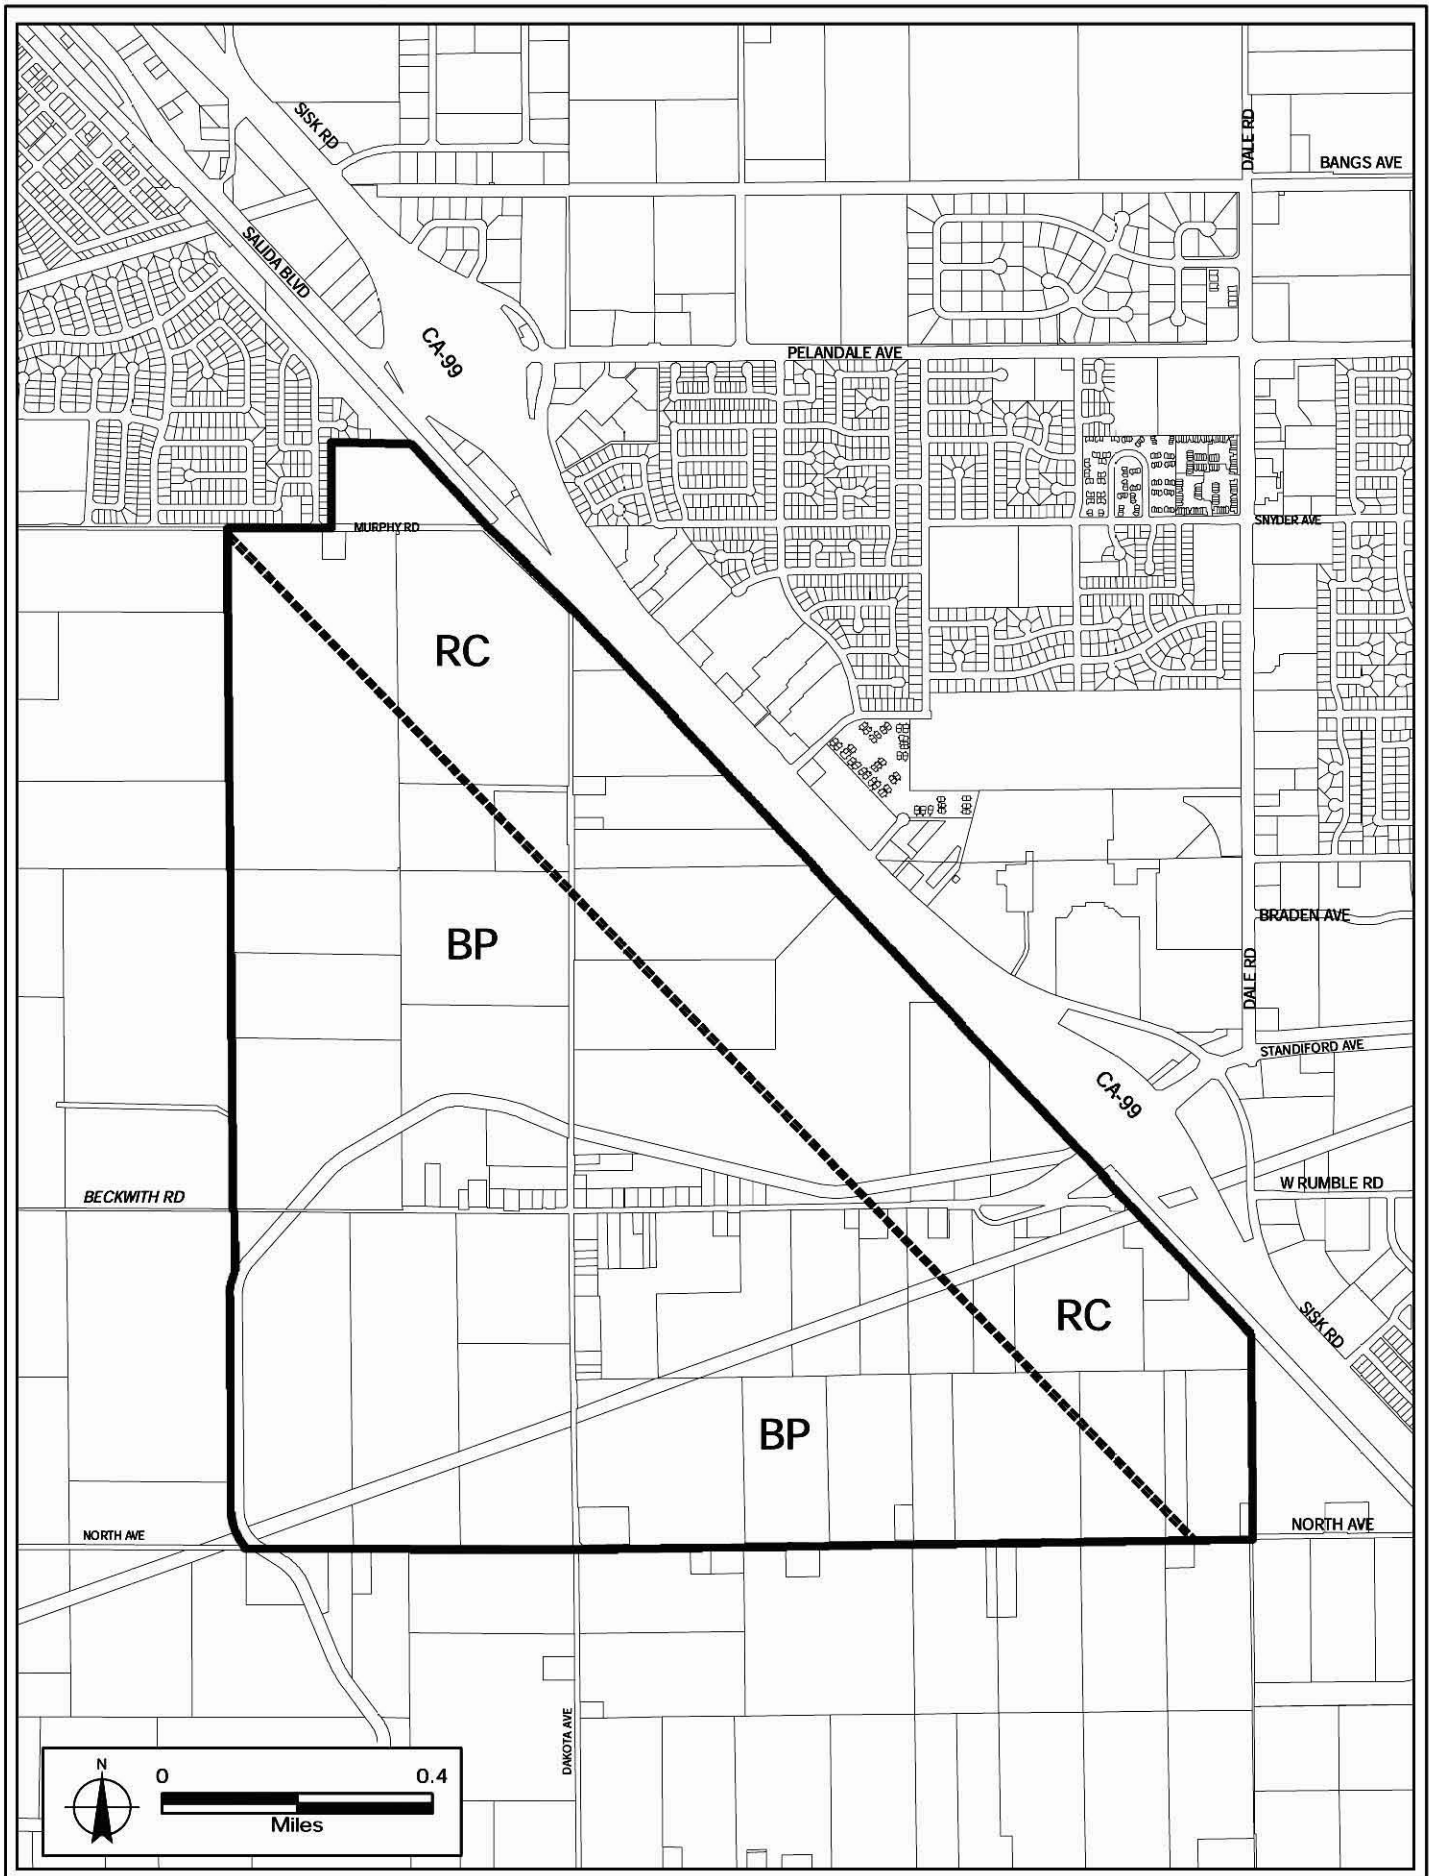 DALE RD
SISK RD
BANGS AVE
SALIDA BLVD
CA-99
PELANDALE AVE
SNYDER AVE
MURPHY RD
RC
BRADEN AVE
BP
DALE RD
STANDIFORD AVE
CA-99
W RUMBLE RD
BECKWITH RD
RC
SISK RD
BP
NORTH AVE
NORTH AVE
DAKOTA AVE
N
0 0.4
Miles